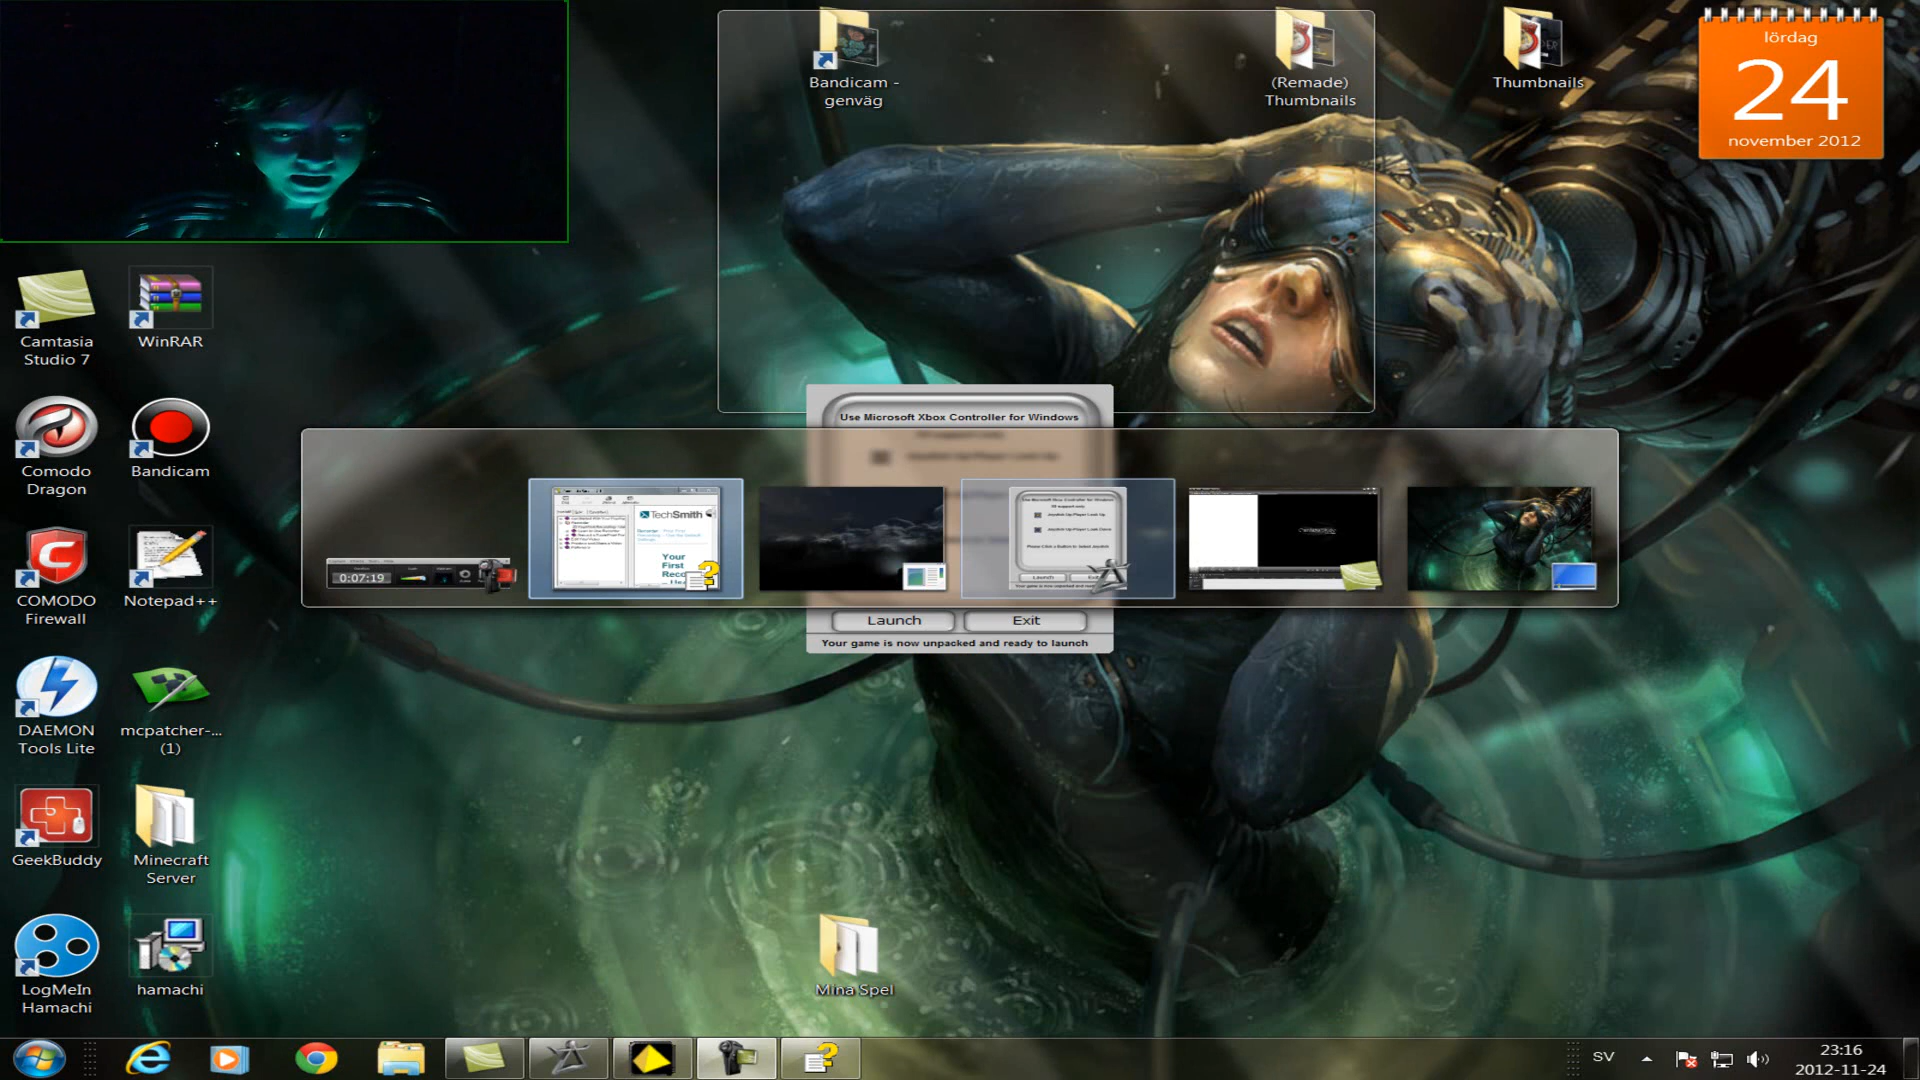 Bandicam -
genväg
(Remade)
Thumbnails
Thumbnails
lördag
24
november 2012
Camtasia
Studio 7
WinRAR
Comodo
Dragon
Bandicam
COMODO
Firewall
Notepad++
DAEMON
Tools Lite
mcpatcher-...
(1)
GeekBuddy
Minecraft
Server
LogMeIn
Hamachi
hamachi
Use Microsoft Xbox Controller for Windows
0:07:19
TechSmith
Your
First
Launch
Exit
Your game is now unpacked and ready to launch
Mina Spel
SV
23:16
2012-11-24